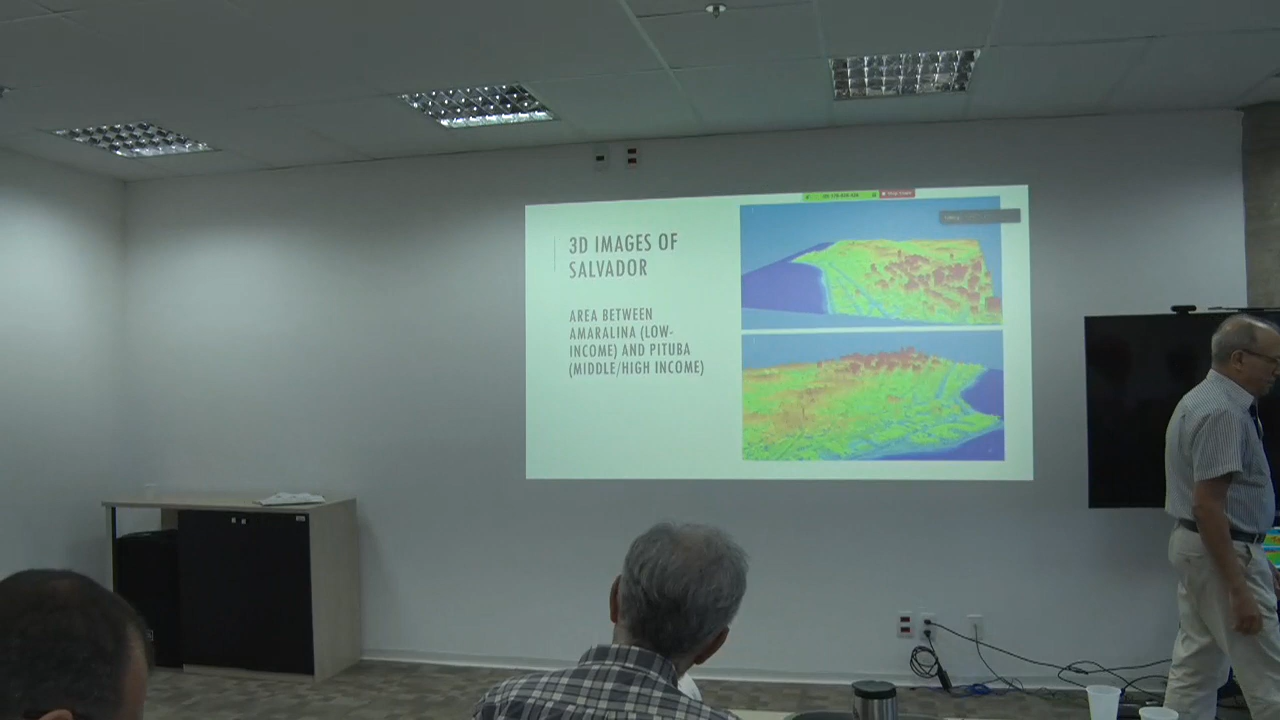 3D IMAGES OF
SALVADOR
AREA BETWEEN
AMARALINA (LOW-
INCOME) AND PITUBA
(MIDDLE/HIGH INCOME)